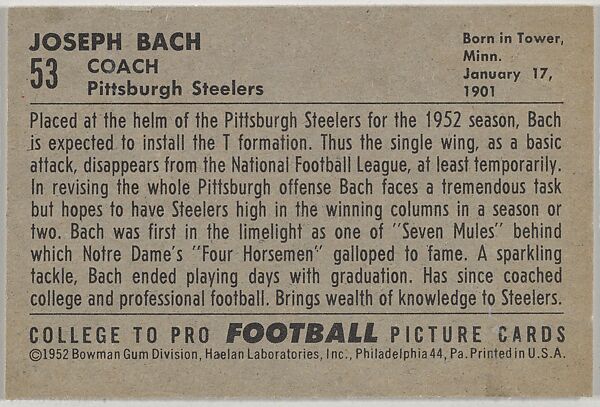 JOSEPH BACH
53 COACH
Pittsburgh Steelers
Born in Tower,
Minn.
January 17,
1901
Placed at the helm of the Pittsburgh Steelers for the 1952 season, Bach
is expected to install the T formation. Thus the single wing, as a basic
attack, disappears from the National Football League, at least temporarily.
In revising the whole Pittsburgh offense Bach faces a tremendous task
but hopes to have Steelers high in the winning columns in a season or
two. Bach was first in the limelight as one of "Seven Mules" behind
which Notre Dame's "Four Horsemen" galloped to fame. A sparkling
tackle, Bach ended playing days with graduation. Has since coached
college and professional football. Brings wealth of knowledge to Steelers.
COLLEGE TO PRO FOOTBALL PICTURE CARDS
©1952 Bowman Gum Division, Haelan Laboratories, Inc., Philadelphia 44, Pa. Printed in U.S.A.